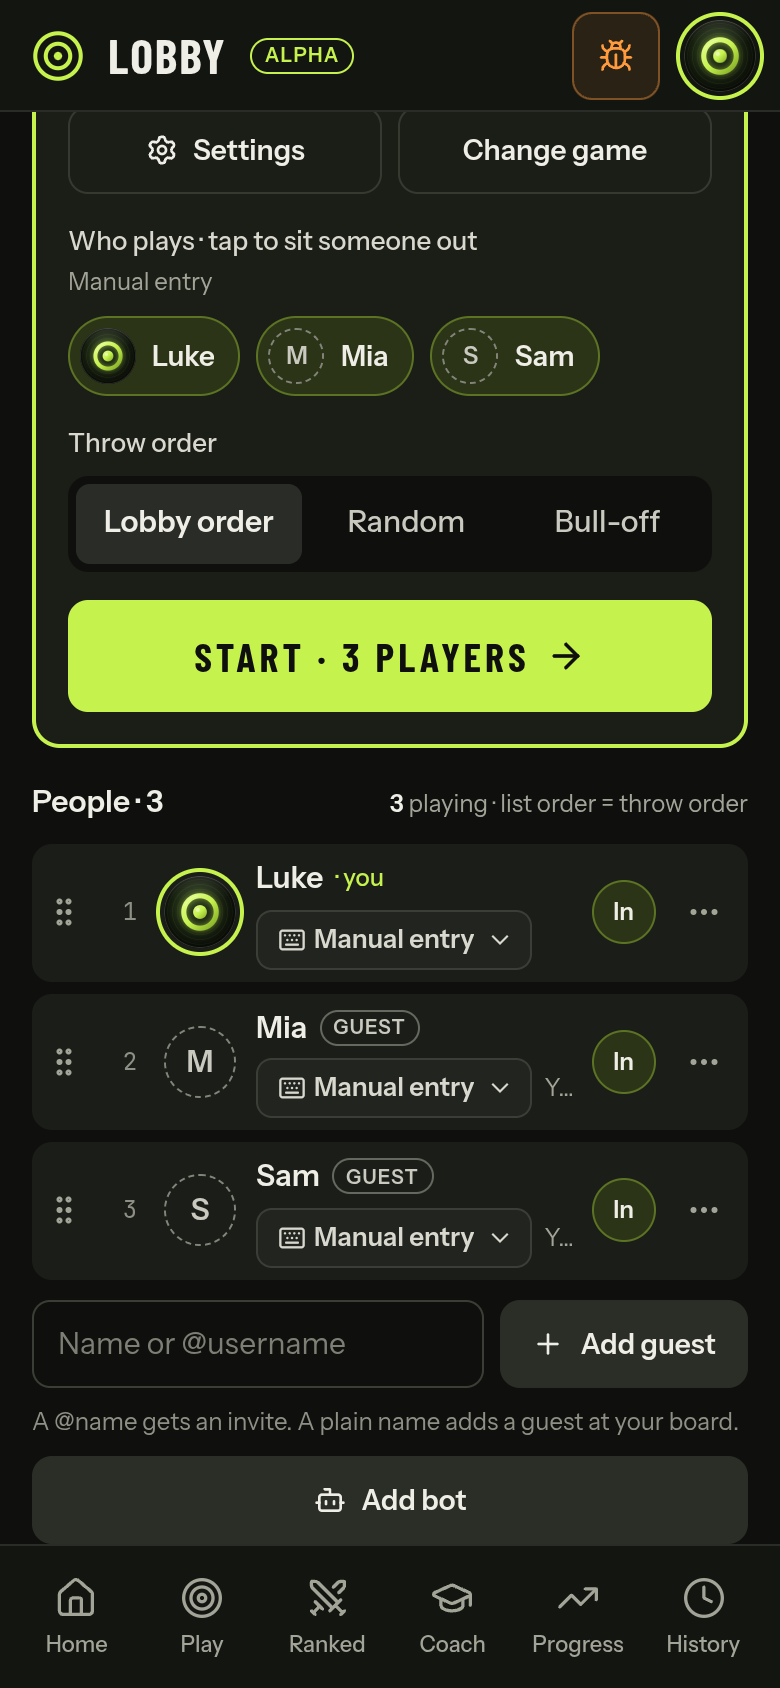 LOBBY ALPHA
Settings Change game
Who plays · tap to sit someone out
Manual entry
Luke M Mia S Sam
Throw order
Lobby order Random Bull-off
START · 3 PLAYERS →
People · 3 3 playing · list order = throw order
1 Luke · you
Manual entry In ...
2 M Mia GUEST
Manual entry Y... In ...
3 S Sam GUEST
Manual entry Y... In ...
Name or @username + Add guest
A @name gets an invite. A plain name adds a guest at your board.
Add bot
Home Play Ranked Coach Progress History